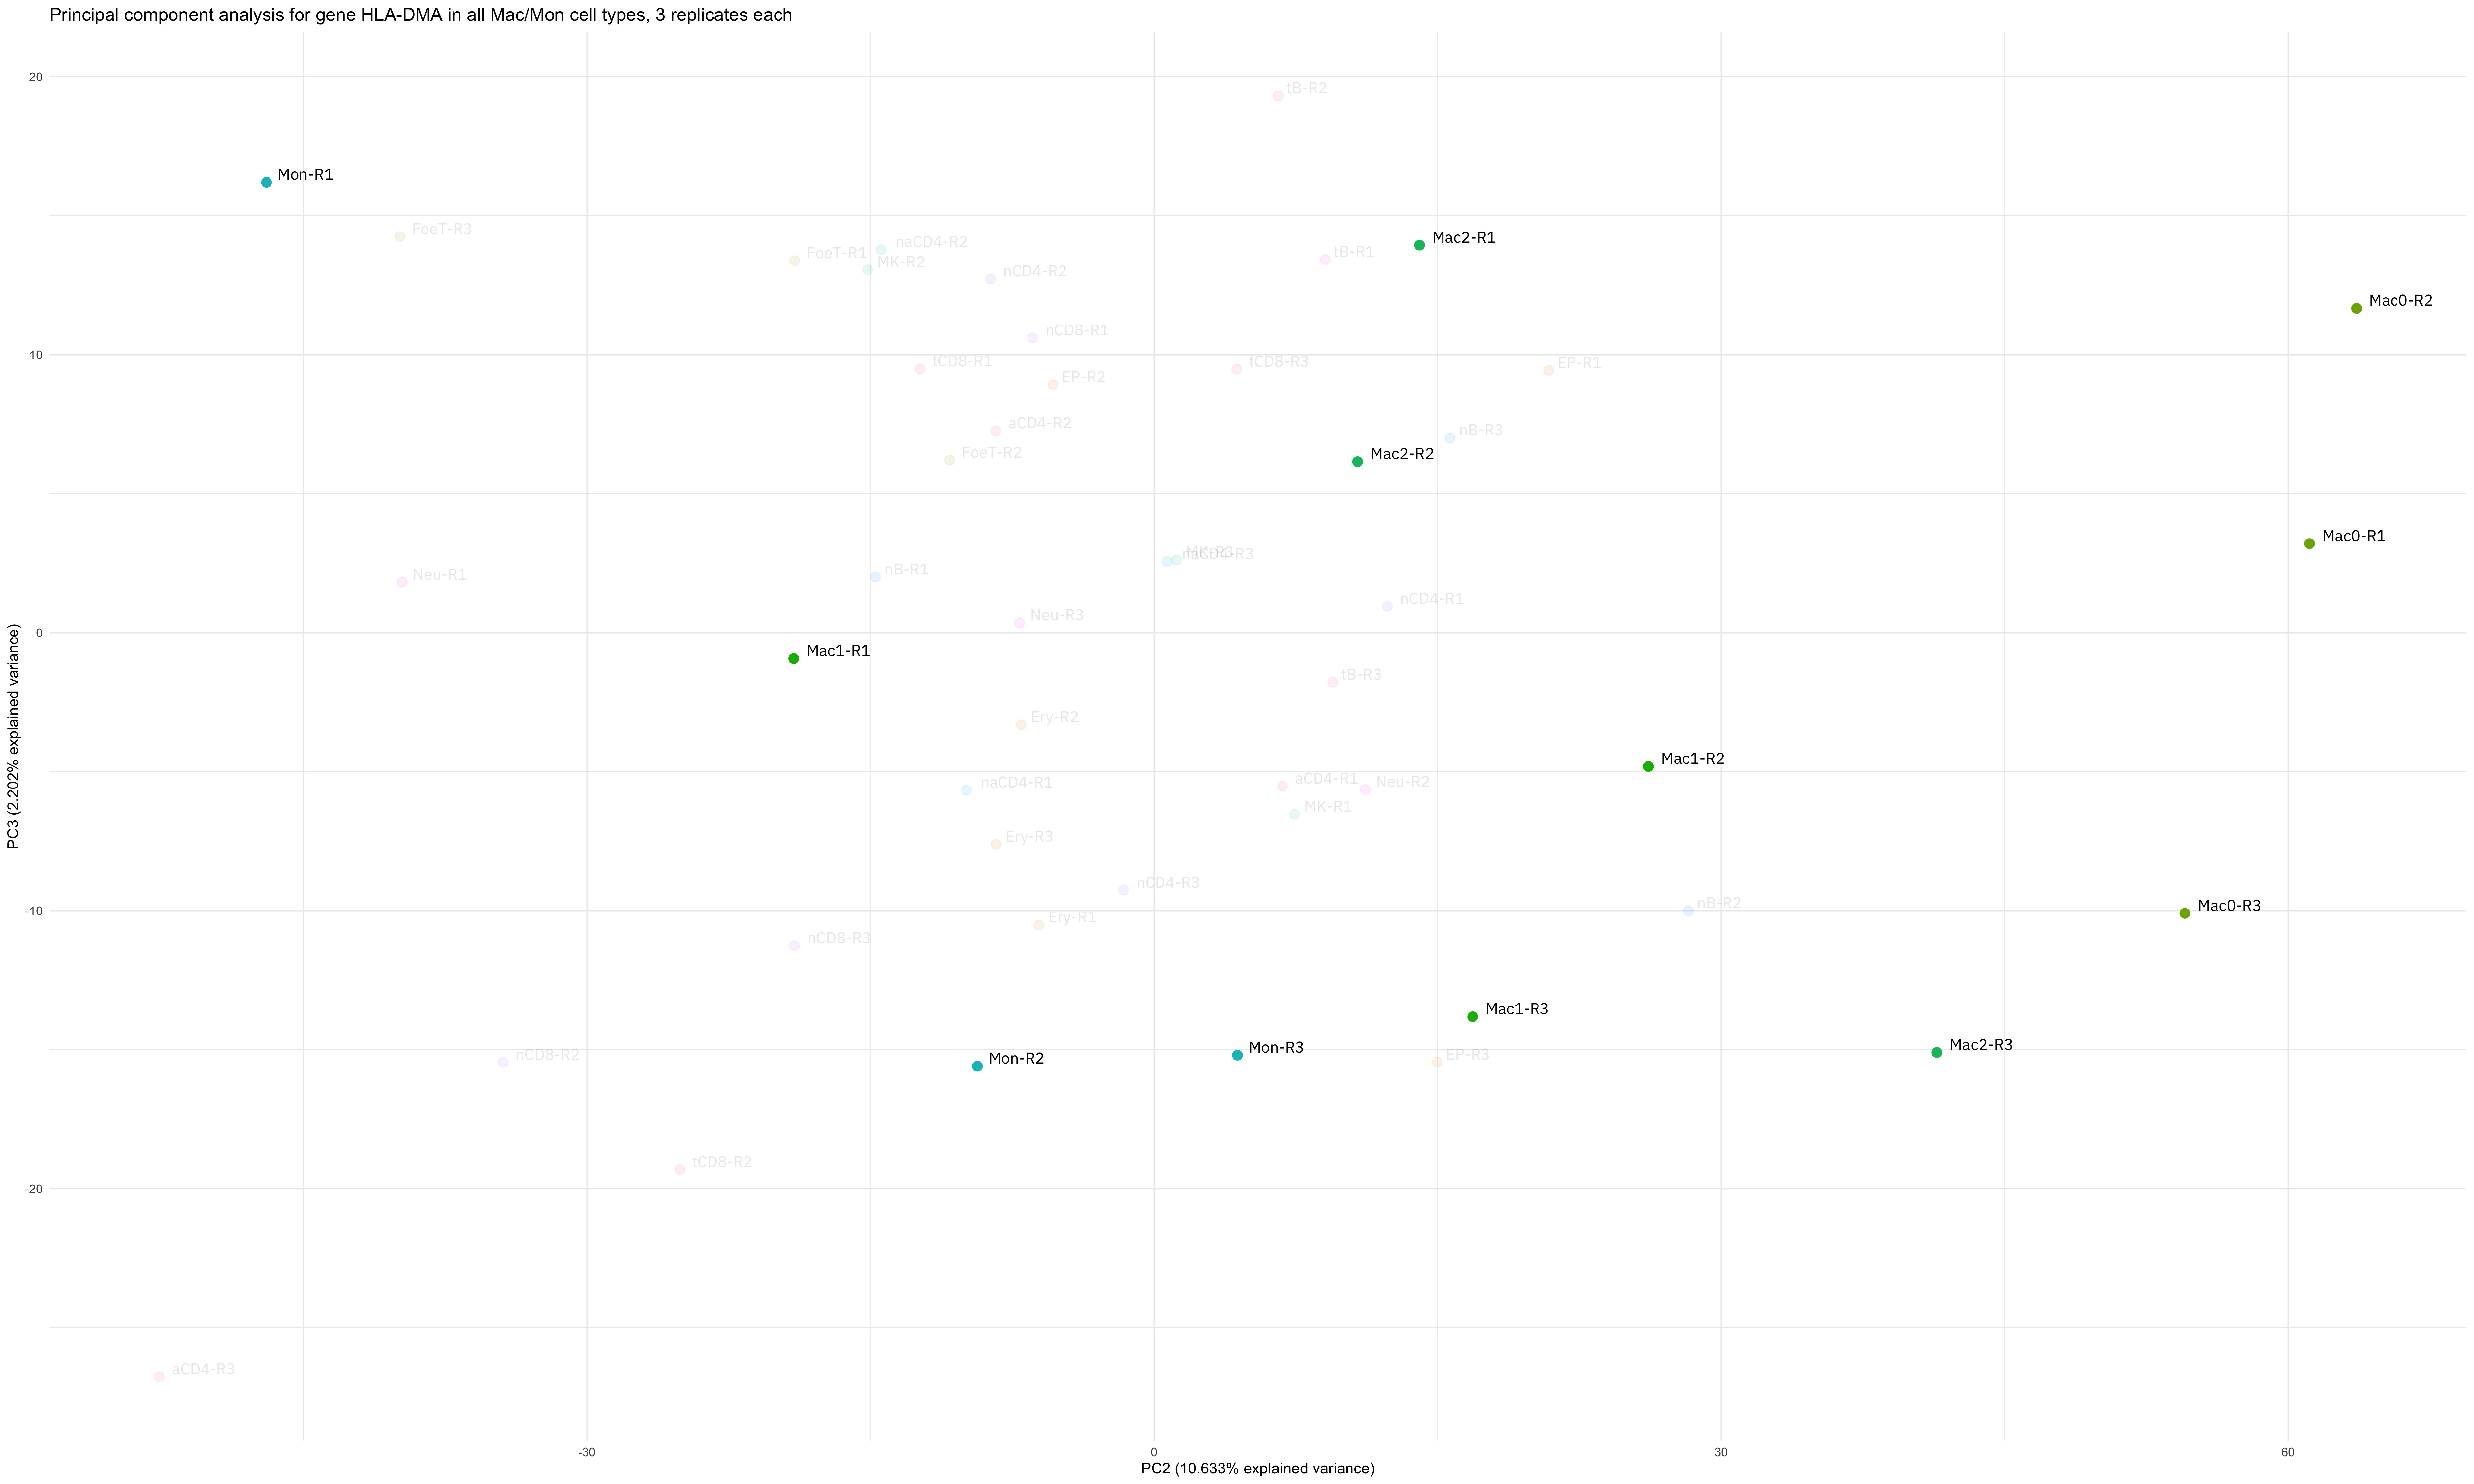 Principal component analysis for gene HLA-DMA in all Mac/Mon cell types, 3 replicates each
20
tB-R2
Mon-R1
FoeT-R3
naCD4-R2
Mac2-R1
FoeT-R1
tB-R1
MK-R2
nCD4-R2
Mac0-R2
nCD8-R1
10
tCD8-R1
tCD8-R3
EP-R1
EP-R2
aCD4-R2
nB-R3
FoeT-R2
Mac2-R2
Mac0-R1
MK-R3
naCD4-R3
nB-R1
Neu-R1
nCD4-R1
Neu-R3
0
Mac1-R1
tB-R3
Ery-R2
Mac1-R2
aCD4-R1
Neu-R2
naCD4-R1
MK-R1
Ery-R3
nCD4-R3
-10
nB-R2
Mac0-R3
Ery-R1
nCD8-R3
Mac1-R3
Mac2-R3
Mon-R3
nCD8-R2
EP-R3
Mon-R2
tCD8-R2
-20
aCD4-R3
-30
0
30
60
PC2 (10.633% explained variance)
PC3 (2.202% explained variance)